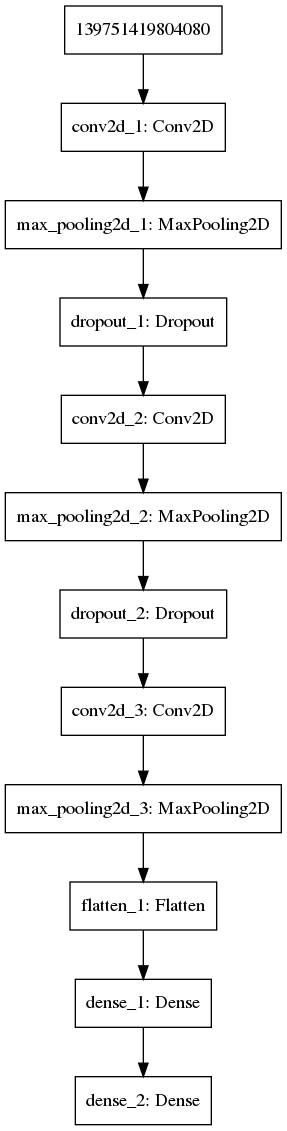 139751419804080
conv2d_1: Conv2D
max_pooling2d_1: MaxPooling2D
dropout_1: Dropout
conv2d_2: Conv2D
max_pooling2d_2: MaxPooling2D
dropout_2: Dropout
conv2d_3: Conv2D
max_pooling2d_3: MaxPooling2D
flatten_1: Flatten
dense_1: Dense
dense_2: Dense